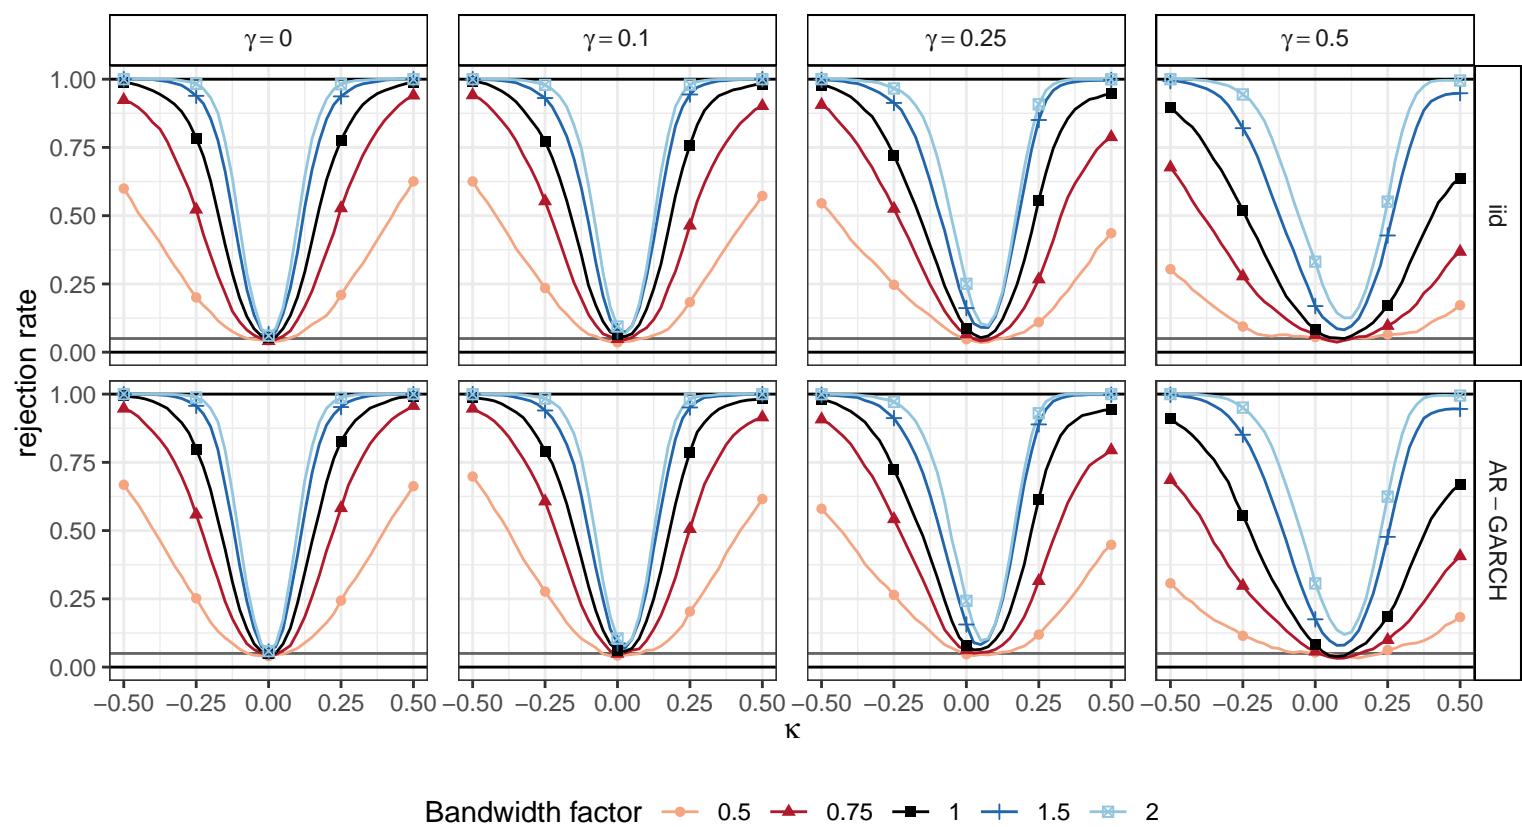 γ = 0
γ = 0.1
γ = 0.25
γ = 0.5
1.00
0.75
0.50
0.25
0.00
iid
1.00
0.75
0.50
0.25
0.00
AR − GARCH
rejection rate
−0.50 −0.25 0.00 0.25 0.50
−0.50 −0.25 0.00 0.25 0.50
−0.50 −0.25 0.00 0.25 0.50
−0.50 −0.25 0.00 0.25 0.50
κ
Bandwidth factor 0.5 0.75 1 1.5 2